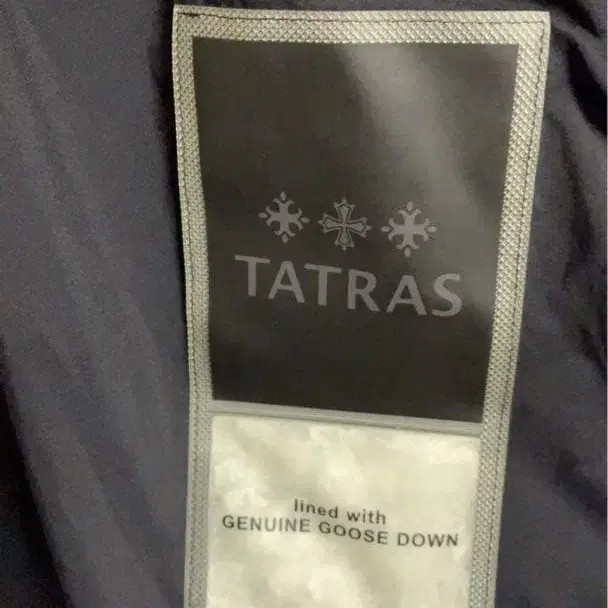 TATRAS
lined with
GENUINE GOOSE DOWN